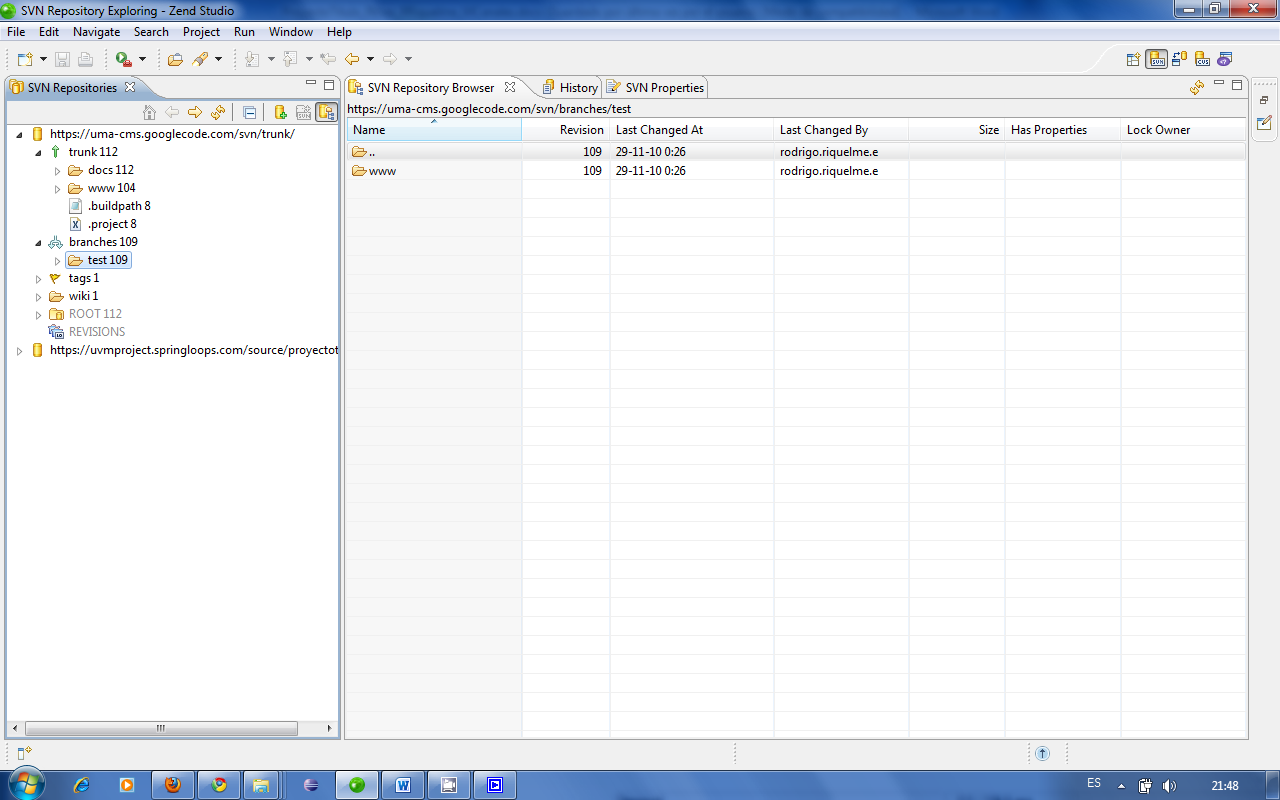 SVN Repository Exploring - Zend Studio
File Edit Navigate Search Project Run Window Help
SVN Repositories
https://uma-cms.googlecode.com/svn/trunk/
trunk 112
docs 112
www 104
.buildpath 8
.project 8
branches 109
test 109
tags 1
wiki 1
ROOT 112
REVISIONS
https://uvmproject.springloops.com/source/proyectot
SVN Repository Browser History SVN Properties
https://uma-cms.googlecode.com/svn/branches/test
Name Revision Last Changed At Last Changed By Size Has Properties Lock Owner
.. 109 29-11-10 0:26 rodrigo.riquelme.e
www 109 29-11-10 0:26 rodrigo.riquelme.e
ES 21:48